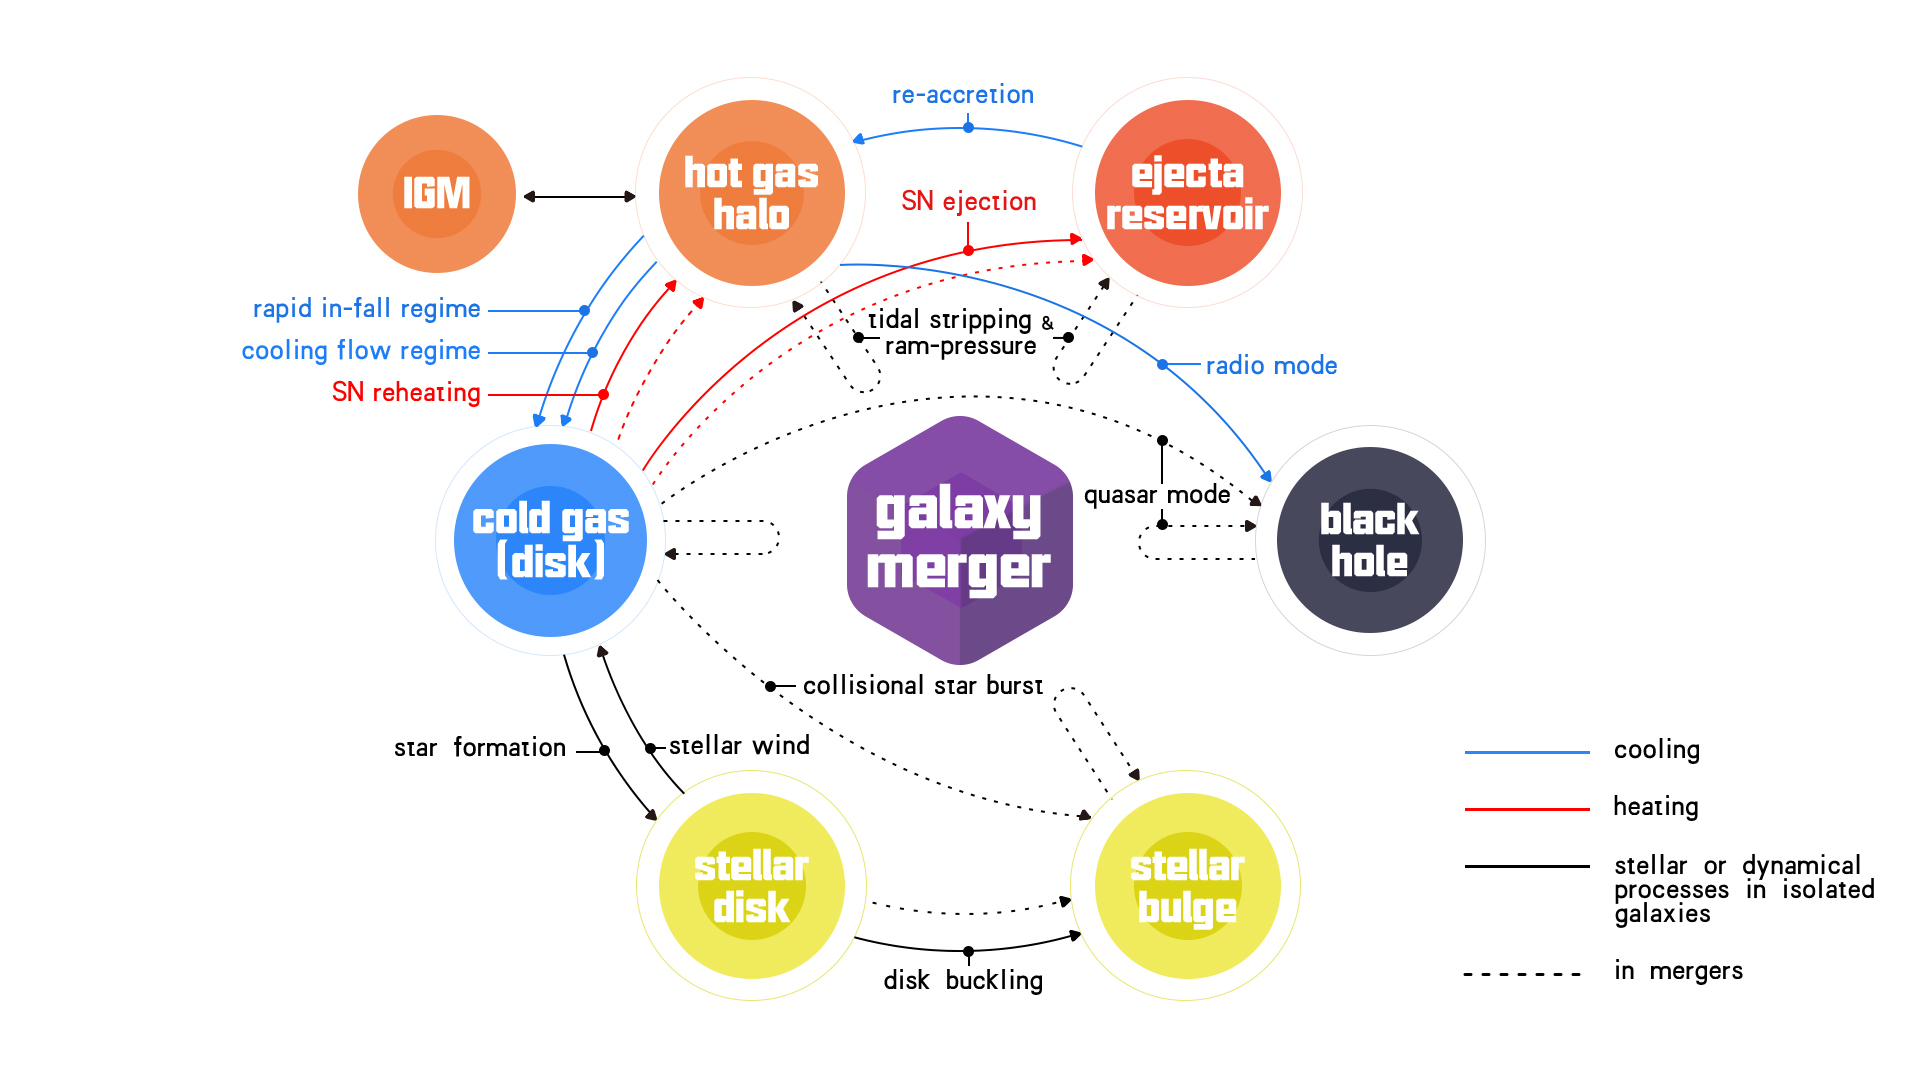 re-accretion
IGM
hot gas
halo
ejecta
reservoir
SN ejection
rapid in-fall regime
cooling flow regime
SN reheating
tidal stripping &
ram-pressure
radio mode
cold gas
(disk)
galaxy
merger
quasar mode
black
hole
collisional star burst
star formation
stellar wind
stellar
disk
stellar
bulge
disk buckling
cooling
heating
stellar or dynamical
processes in isolated
galaxies
in mergers